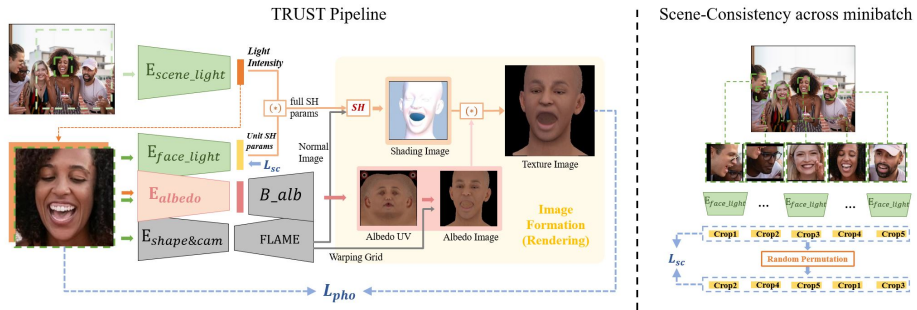 TRUST Pipeline
E_scene_light
Light
Intensity
(*)
full SH
params
SH
Shading Image
(*)
Texture Image
E_face_light
Unit SH
params
L_sc
Normal
Image
E_albedo
B_alb
Albedo UV
Albedo Image
Image
Formation
(Rendering)
E_shape&cam
FLAME
Warping Grid
L_pho
Scene-Consistency across minibatch
E_face_light
...
E_face_light
...
E_face_light
Crop1
Crop2
Crop3
Crop4
Crop5
L_sc
Random Permutation
Crop2
Crop4
Crop5
Crop1
Crop3